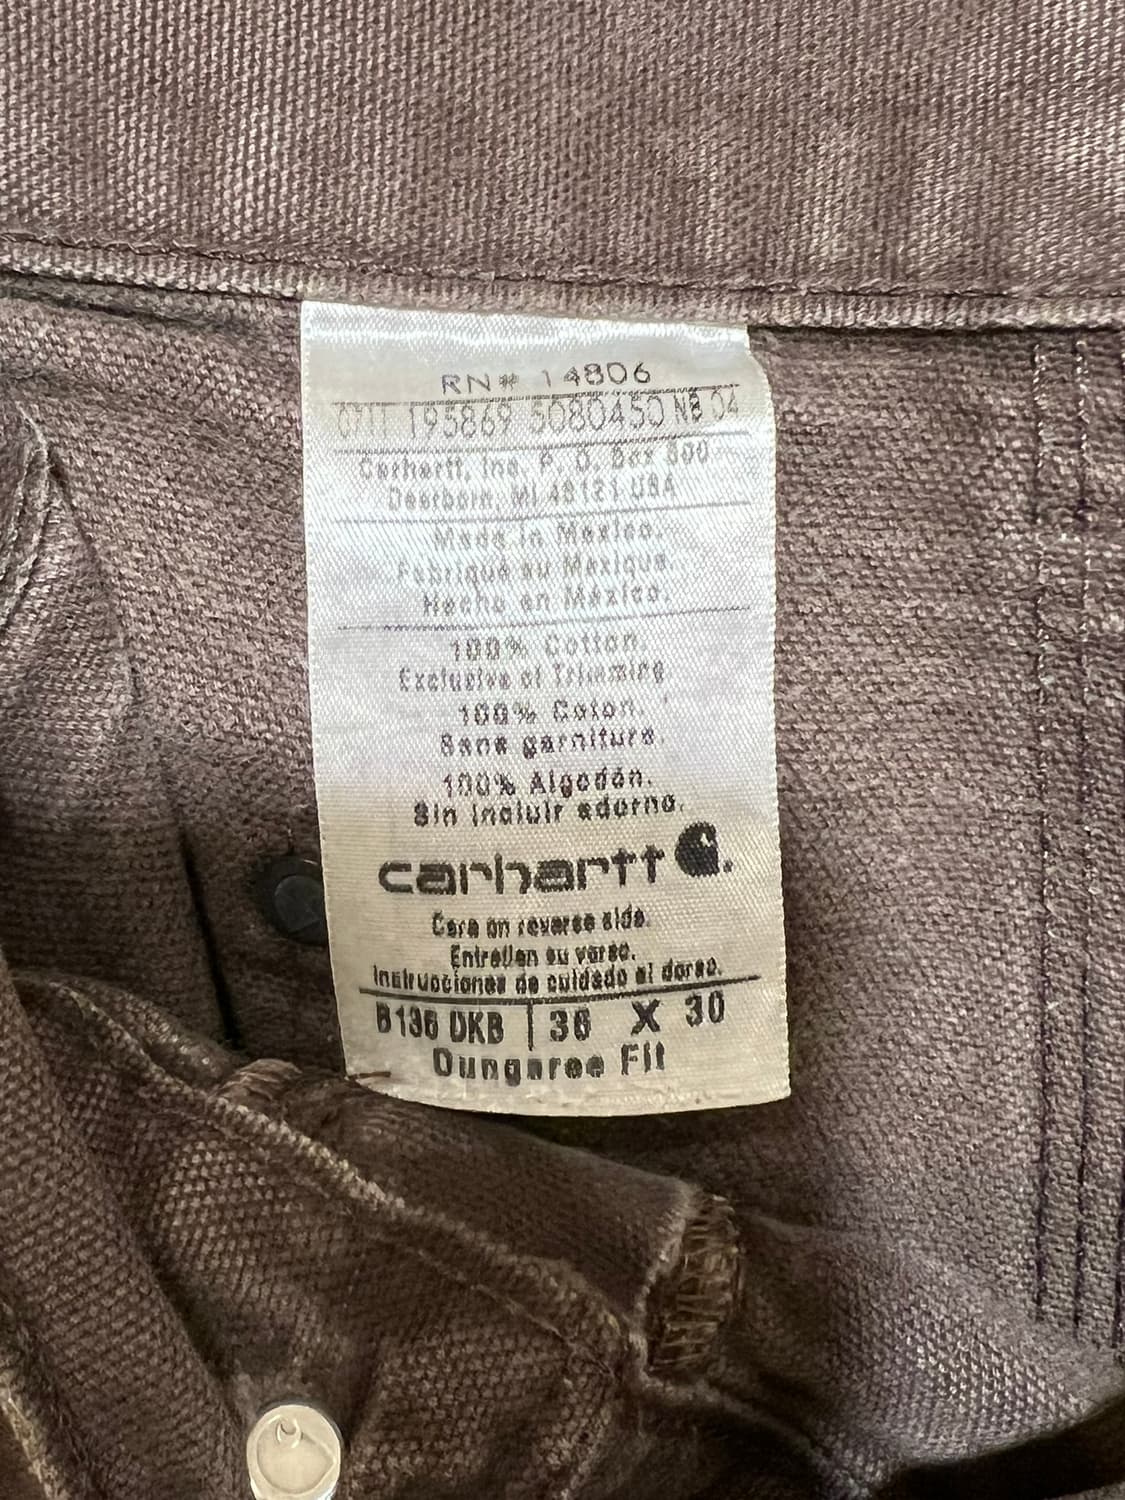 RN# 14806
0711 195869 5080450 NB 04
Carhartt, Inc. P. O. Box 600
Dearborn, MI 48121 USA
Made in Mexico.
Fabriqué au Mexique.
Hecho en México.
100% Cotton.
Exclusive of Trimming
100% Coton.
Sans garniture.
100% Algodón.
Sin incluir adorno.
carhartt.
Care on reverse side.
Entretien au verso.
Instrucciones de cuidado al dorso.
B136 DKB | 36 X 30
Dungaree Fit